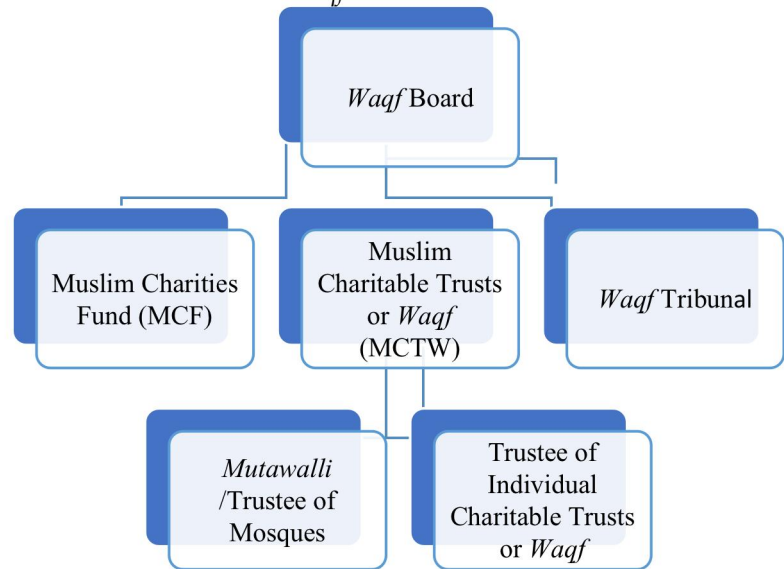 Waqf Board
Muslim Charities
Fund (MCF)
Muslim
Charitable Trusts
or Waqf
(MCTW)
Waqf Tribunal
Mutawalli
/Trustee of
Mosques
Trustee of
Individual
Charitable Trusts
or Waqf